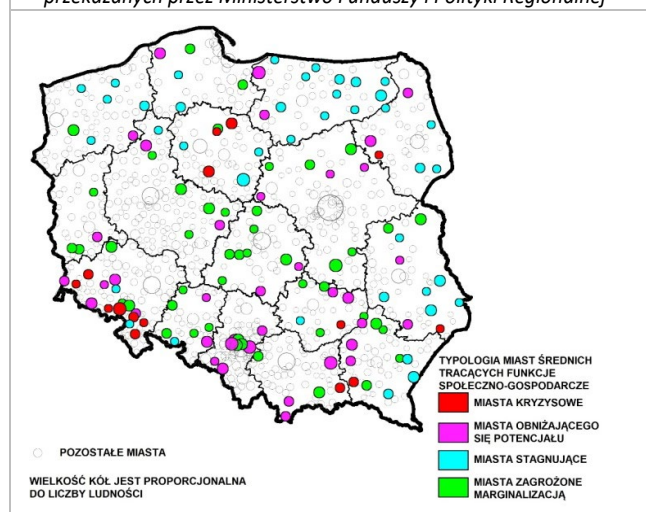 przekazanych przez Ministerstwo Funduszy i Polityki Regionalnej
TYPOLOGIA MIAST ŚREDNICH
TRACĄCYCH FUNKCJE
SPOŁECZNO-GOSPODARCZE
MIASTA KRYZYSOWE
MIASTA OBNIŻAJĄCEGO
SIĘ POTENCJAŁU
MIASTA STAGNUJĄCE
MIASTA ZAGROŻONE
MARGINALIZACJĄ
POZOSTAŁE MIASTA
WIELKOŚĆ KÓŁ JEST PROPORCJONALNA
DO LICZBY LUDNOŚCI